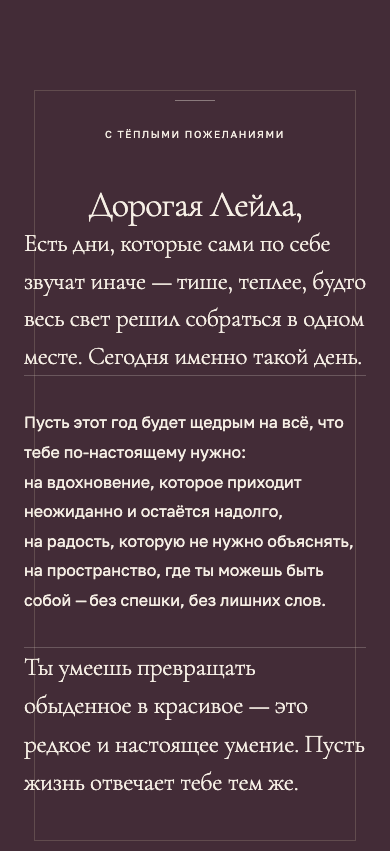 С ТЁПЛЫМИ ПОЖЕЛАНИЯМИ
Дорогая Лейла,
Есть дни, которые сами по себе
звучат иначе — тише, теплее, будто
весь свет решил собраться в одном
месте. Сегодня именно такой день.
Пусть этот год будет щедрым на всё, что
тебе по-настоящему нужно:
на вдохновение, которое приходит
неожиданно и остаётся надолго,
на радость, которую не нужно объяснять,
на пространство, где ты можешь быть
собой — без спешки, без лишних слов.
Ты умеешь превращать
обыденное в красивое — это
редкое и настоящее умение. Пусть
жизнь отвечает тебе тем же.